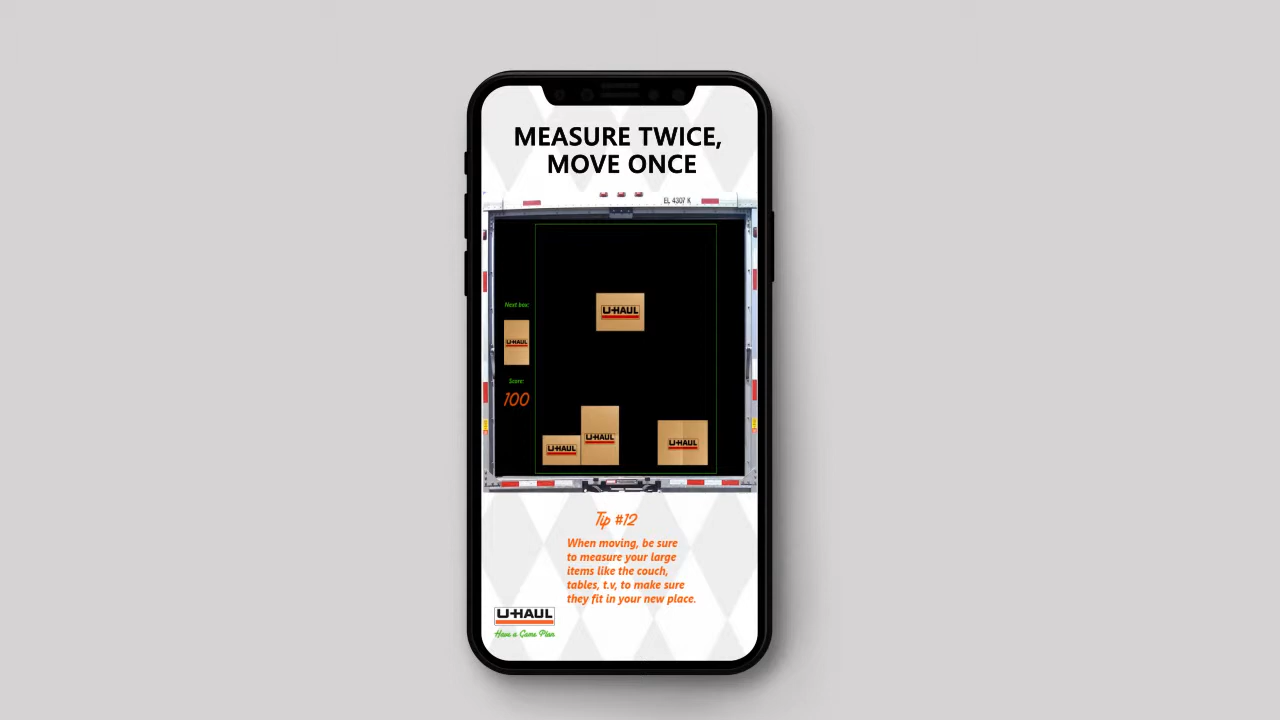 MEASURE TWICE,
MOVE ONCE
EL 4307 K
U-HAUL
Next box:
U-HAUL
Score:
100
U-HAUL
U-HAUL
U-HAUL
Tip #12
When moving, be sure
to measure your large
items like the couch,
tables, t.v, to make sure
they fit in your new place.
U-HAUL
Have a Game Plan